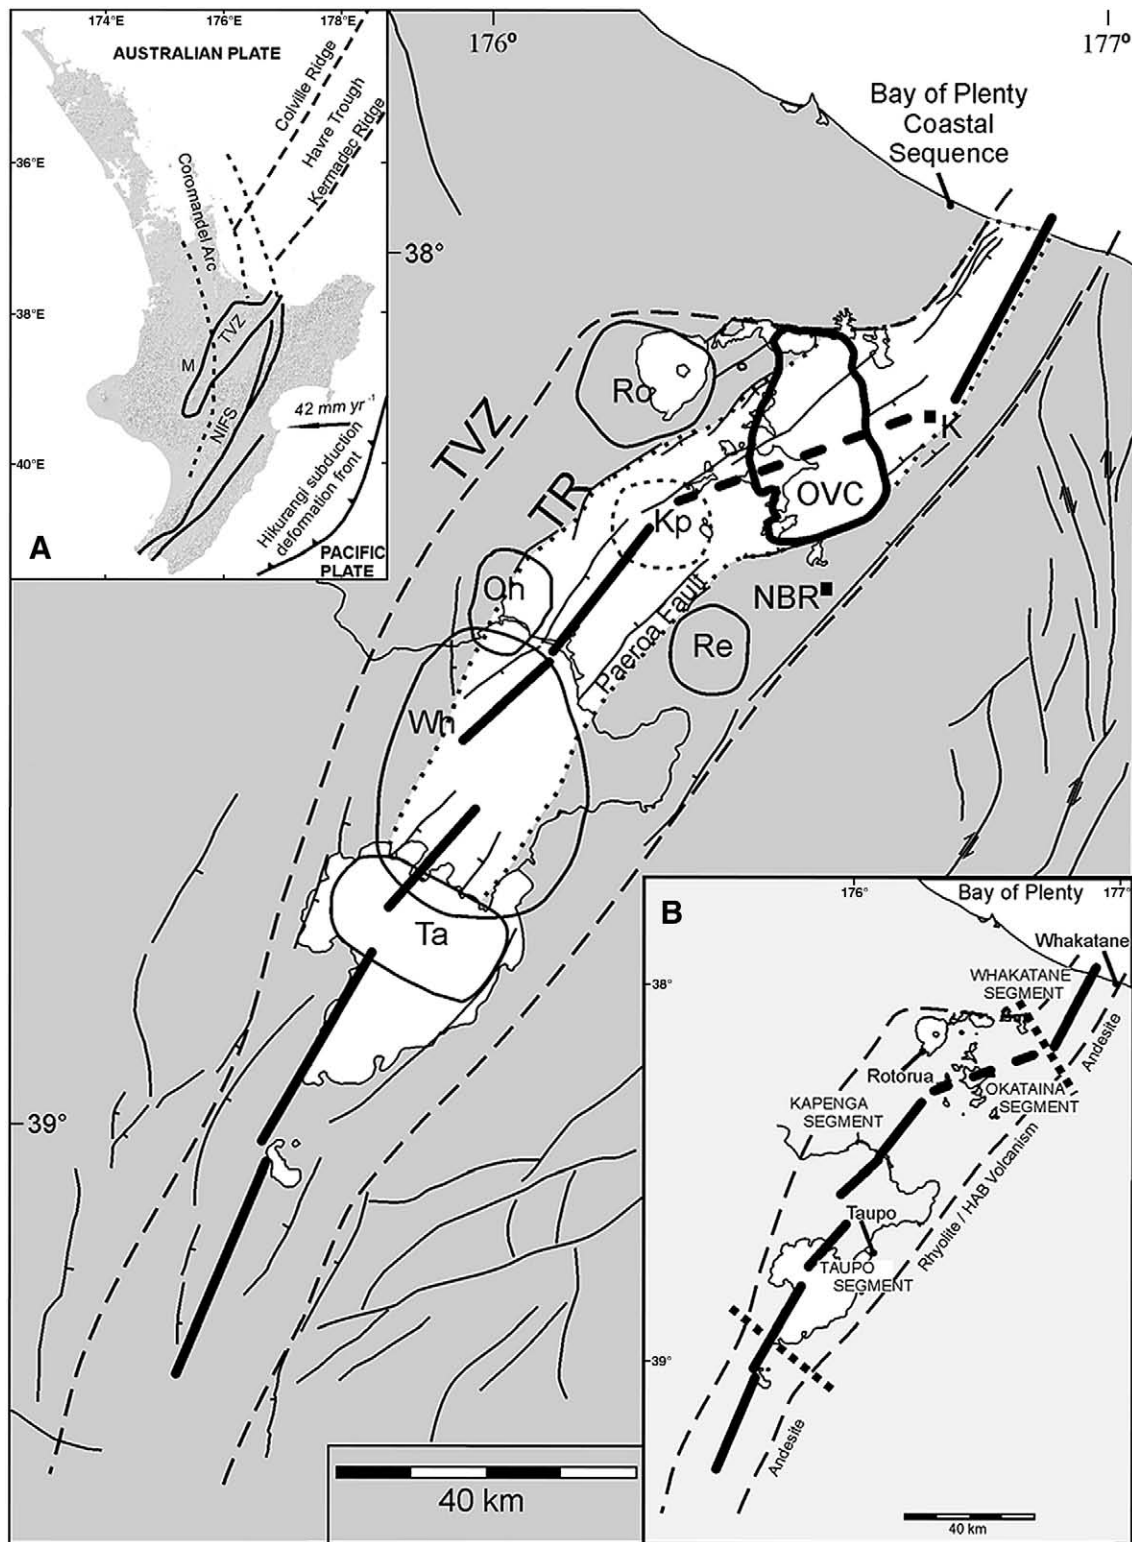 174°E
176°E
178°E
AUSTRALIAN PLATE
Colville Ridge
Havre Trough
Kermadec Ridge
36°E
Coromandel Arc
38°E
TVZ
M
NIFS
42 mm yr⁻¹
40°E
Hikurangi subduction
deformation front
A
PACIFIC
PLATE
176°
177°
Bay of Plenty
Coastal
Sequence
38°
TVZ
Ro
K
TR
OVC
Kp
Oh
NBR
Paeroa Fault
Re
Wh
Ta
39°
40 km
B
176°
177°
Bay of Plenty
Whakatane
38°
WHAKATANE
SEGMENT
Andesite
Rotorua
OKATAINA
SEGMENT
KAPENGA
SEGMENT
Rhyolite / HAB Volcanism
Taupo
TAUPO
SEGMENT
39°
Andesite
40 km